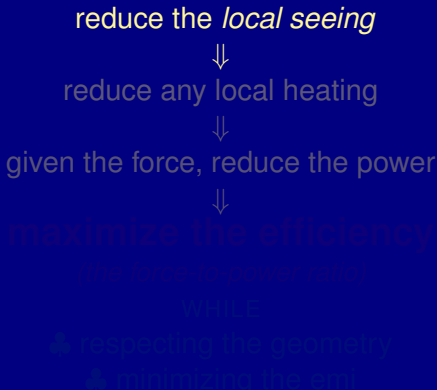 reduce the local seeing
⇓
reduce any local heating
⇓
given the force, reduce the power
⇓
maximize the efficiency
WHILE
♣ respecting the geometry
♣ minimizing the emi